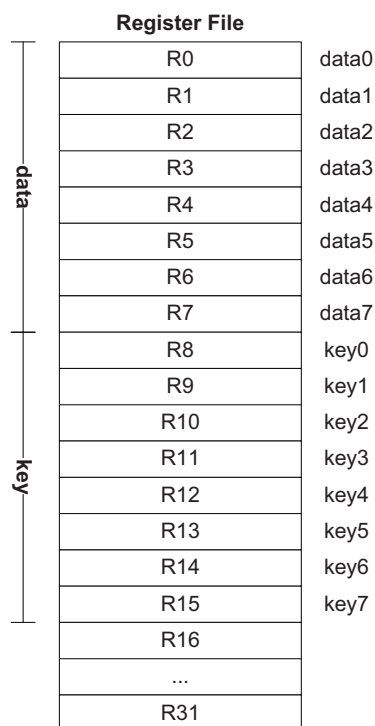 Register File
data
R0 data0
R1 data1
R2 data2
R3 data3
R4 data4
R5 data5
R6 data6
R7 data7
key
R8 key0
R9 key1
R10 key2
R11 key3
R12 key4
R13 key5
R14 key6
R15 key7
R16
...
R31